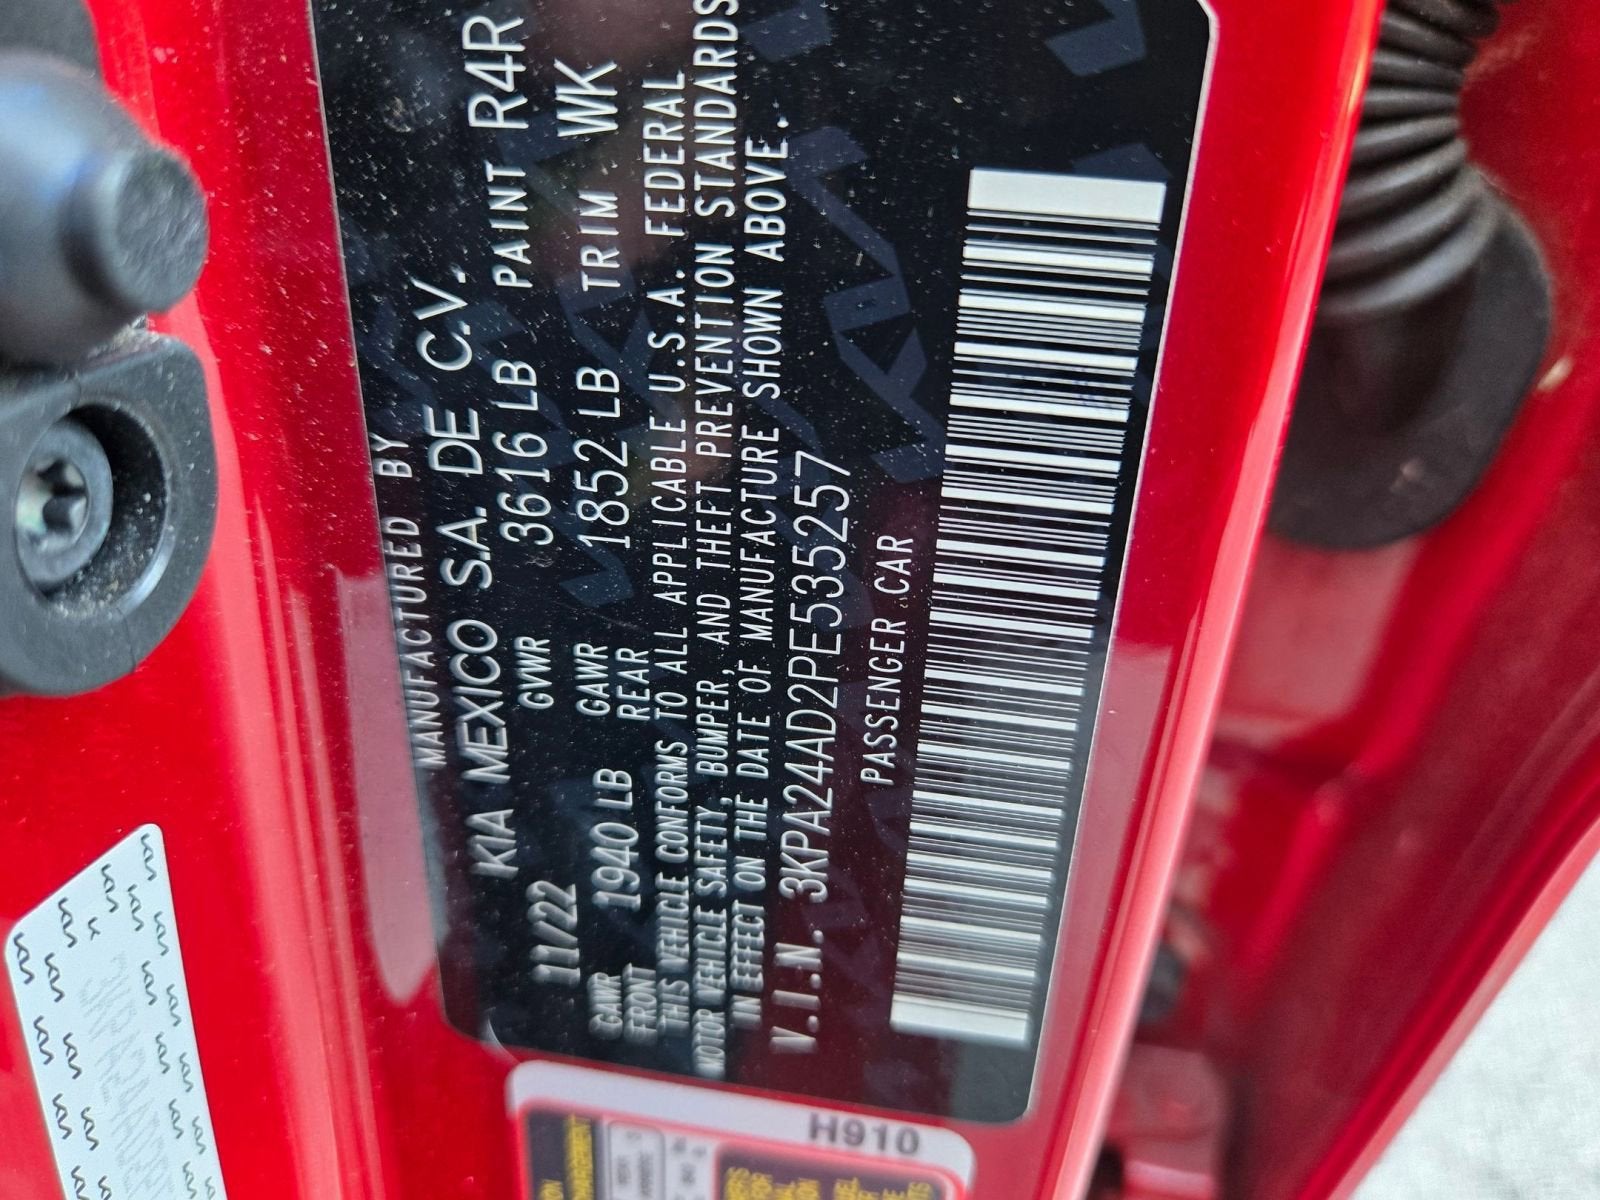 MANUFACTURED BY
KIA MEXICO S.A. DE C.V.
11/22 GVWR 3616 LB PAINT R4R
GAWR FRONT 1940 LB GAWR REAR 1852 LB TRIM WK
THIS VEHICLE CONFORMS TO ALL APPLICABLE U.S.A. FEDERAL
MOTOR VEHICLE SAFETY, BUMPER, AND THEFT PREVENTION STANDARDS
IN EFFECT ON THE DATE OF MANUFACTURE SHOWN ABOVE.
V.I.N. 3KPA24AD2PE535257
PASSENGER CAR
H910